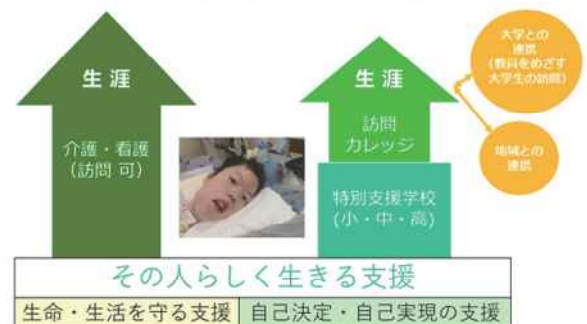 生涯
介護・看護
(訪問 可)
生涯
訪問
カレッジ
特別支援学校
(小・中・高)
大学との
連携
(教員をめざす
大学生の訪問)
地域との
連携
その人らしく生きる支援
生命・生活を守る支援
自己決定・自己実現の支援